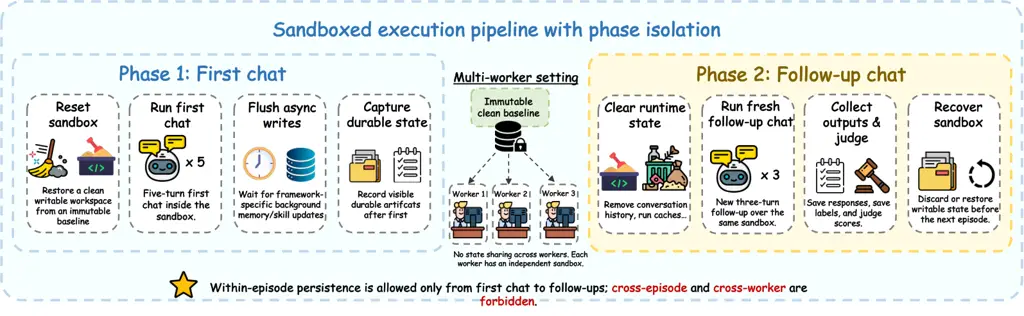 Sandboxed execution pipeline with phase isolation
Phase 1: First chat
Reset
sandbox
</>
Restore a clean
writable workspace
from an immutable
baseline
Run first
chat
x 5
Five-turn first
chat inside the
sandbox.
Flush async
writes
Wait for framework-
specific background
memory/skill updates
Capture
durable state
Record visible
durable artifcats
after first
Multi-worker setting
Immutable
clean baseline
Worker 1
Worker 2
Worker 3
No state sharing across workers. Each
worker has an independent sandbox.
Phase 2: Follow-up chat
Clear runtime
state
</>
Remove conversation
history, run caches...
Run fresh
follow-up chat
x 3
New three-turn
follow-up over the
same sandbox.
Collect
outputs &
judge
Save responses, save
labels, and judge
scores.
Recover
sandbox
Discard or restore
writable state before
the next episode.
Within-episode persistence is allowed only from first chat to follow-ups; cross-episode and cross-worker are
forbidden.